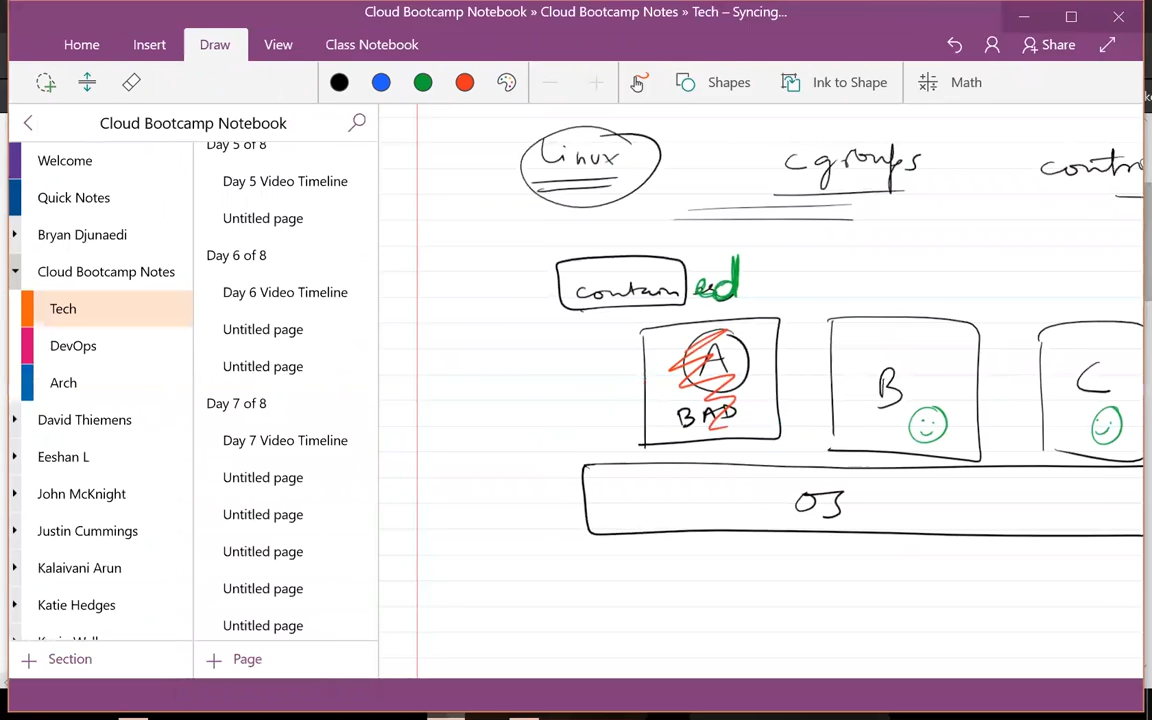 Cloud Bootcamp Notebook » Cloud Bootcamp Notes » Tech – Syncing...
Home Insert Draw View Class Notebook Share
Shapes Ink to Shape Math
Cloud Bootcamp Notebook
Welcome
Quick Notes
Bryan Djunaedi
Cloud Bootcamp Notes
Tech
DevOps
Arch
David Thiemens
Eeshan L
John McKnight
Justin Cummings
Kalaivani Arun
Katie Hedges
Section
Day 5 of 8
Day 5 Video Timeline
Untitled page
Day 6 of 8
Day 6 Video Timeline
Untitled page
Untitled page
Day 7 of 8
Day 7 Video Timeline
Untitled page
Untitled page
Untitled page
Untitled page
Untitled page
Page
Linux cgroups contro
contain ed
A B C
BAD
OS